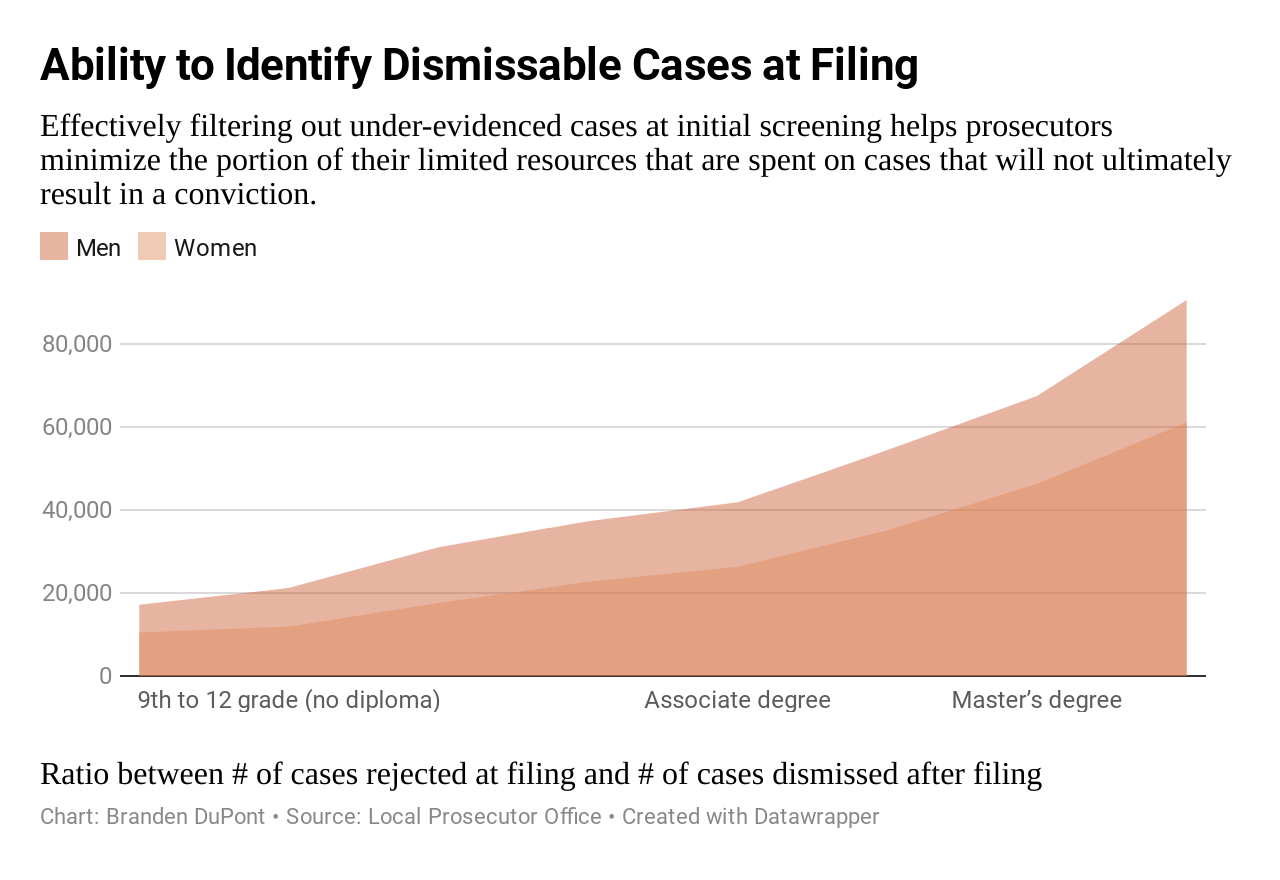 Ability to Identify Dismissable Cases at Filing
Effectively filtering out under-evidenced cases at initial screening helps prosecutors
minimize the portion of their limited resources that are spent on cases that will not ultimately
result in a conviction.
Men Women
80,000
60,000
40,000
20,000
0
9th to 12 grade (no diploma) Associate degree Master’s degree
Ratio between # of cases rejected at filing and # of cases dismissed after filing
Chart: Branden DuPont • Source: Local Prosecutor Office • Created with Datawrapper